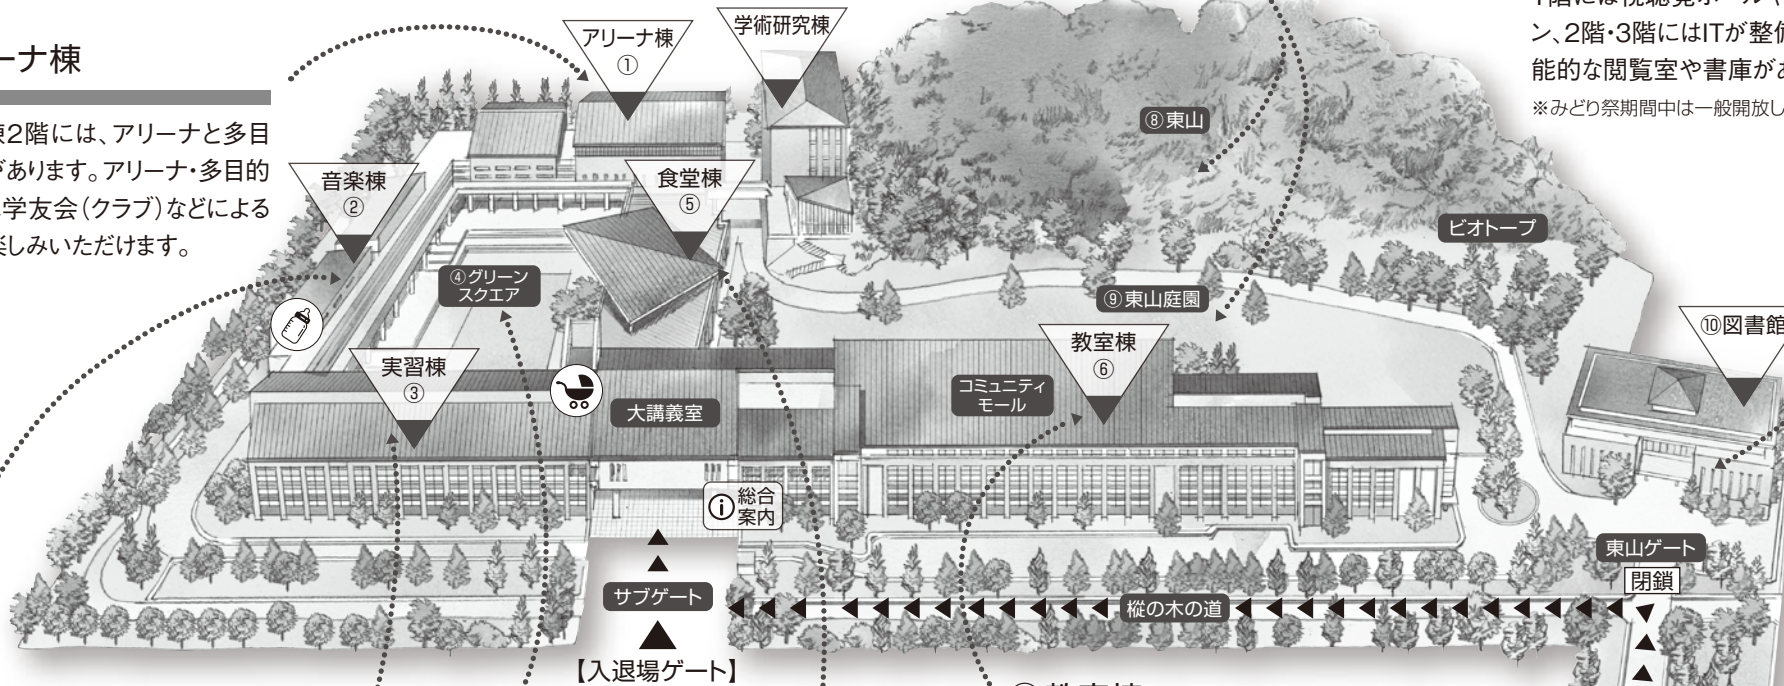 ーナ棟
棟2階には、アリーナと多目
があります。アリーナ・多目的
学友会(クラブ)などによる
楽しみいただけます。
アリーナ棟
①
学術研究棟
音楽棟
②
食堂棟
⑤
④グリーン
スクエア
実習棟
③
大講義室
総合
案内
サブゲート
【入退場ゲート】
⑧東山
⑨東山庭園
ビオトープ
教室棟
⑥
コミュニティ
モール
⑩図書館
東山ゲート
閉鎖
樅の木の道
ン、2階・3階にはITが整備
能的な閲覧室や書庫があ
※みどり祭期間中は一般開放し